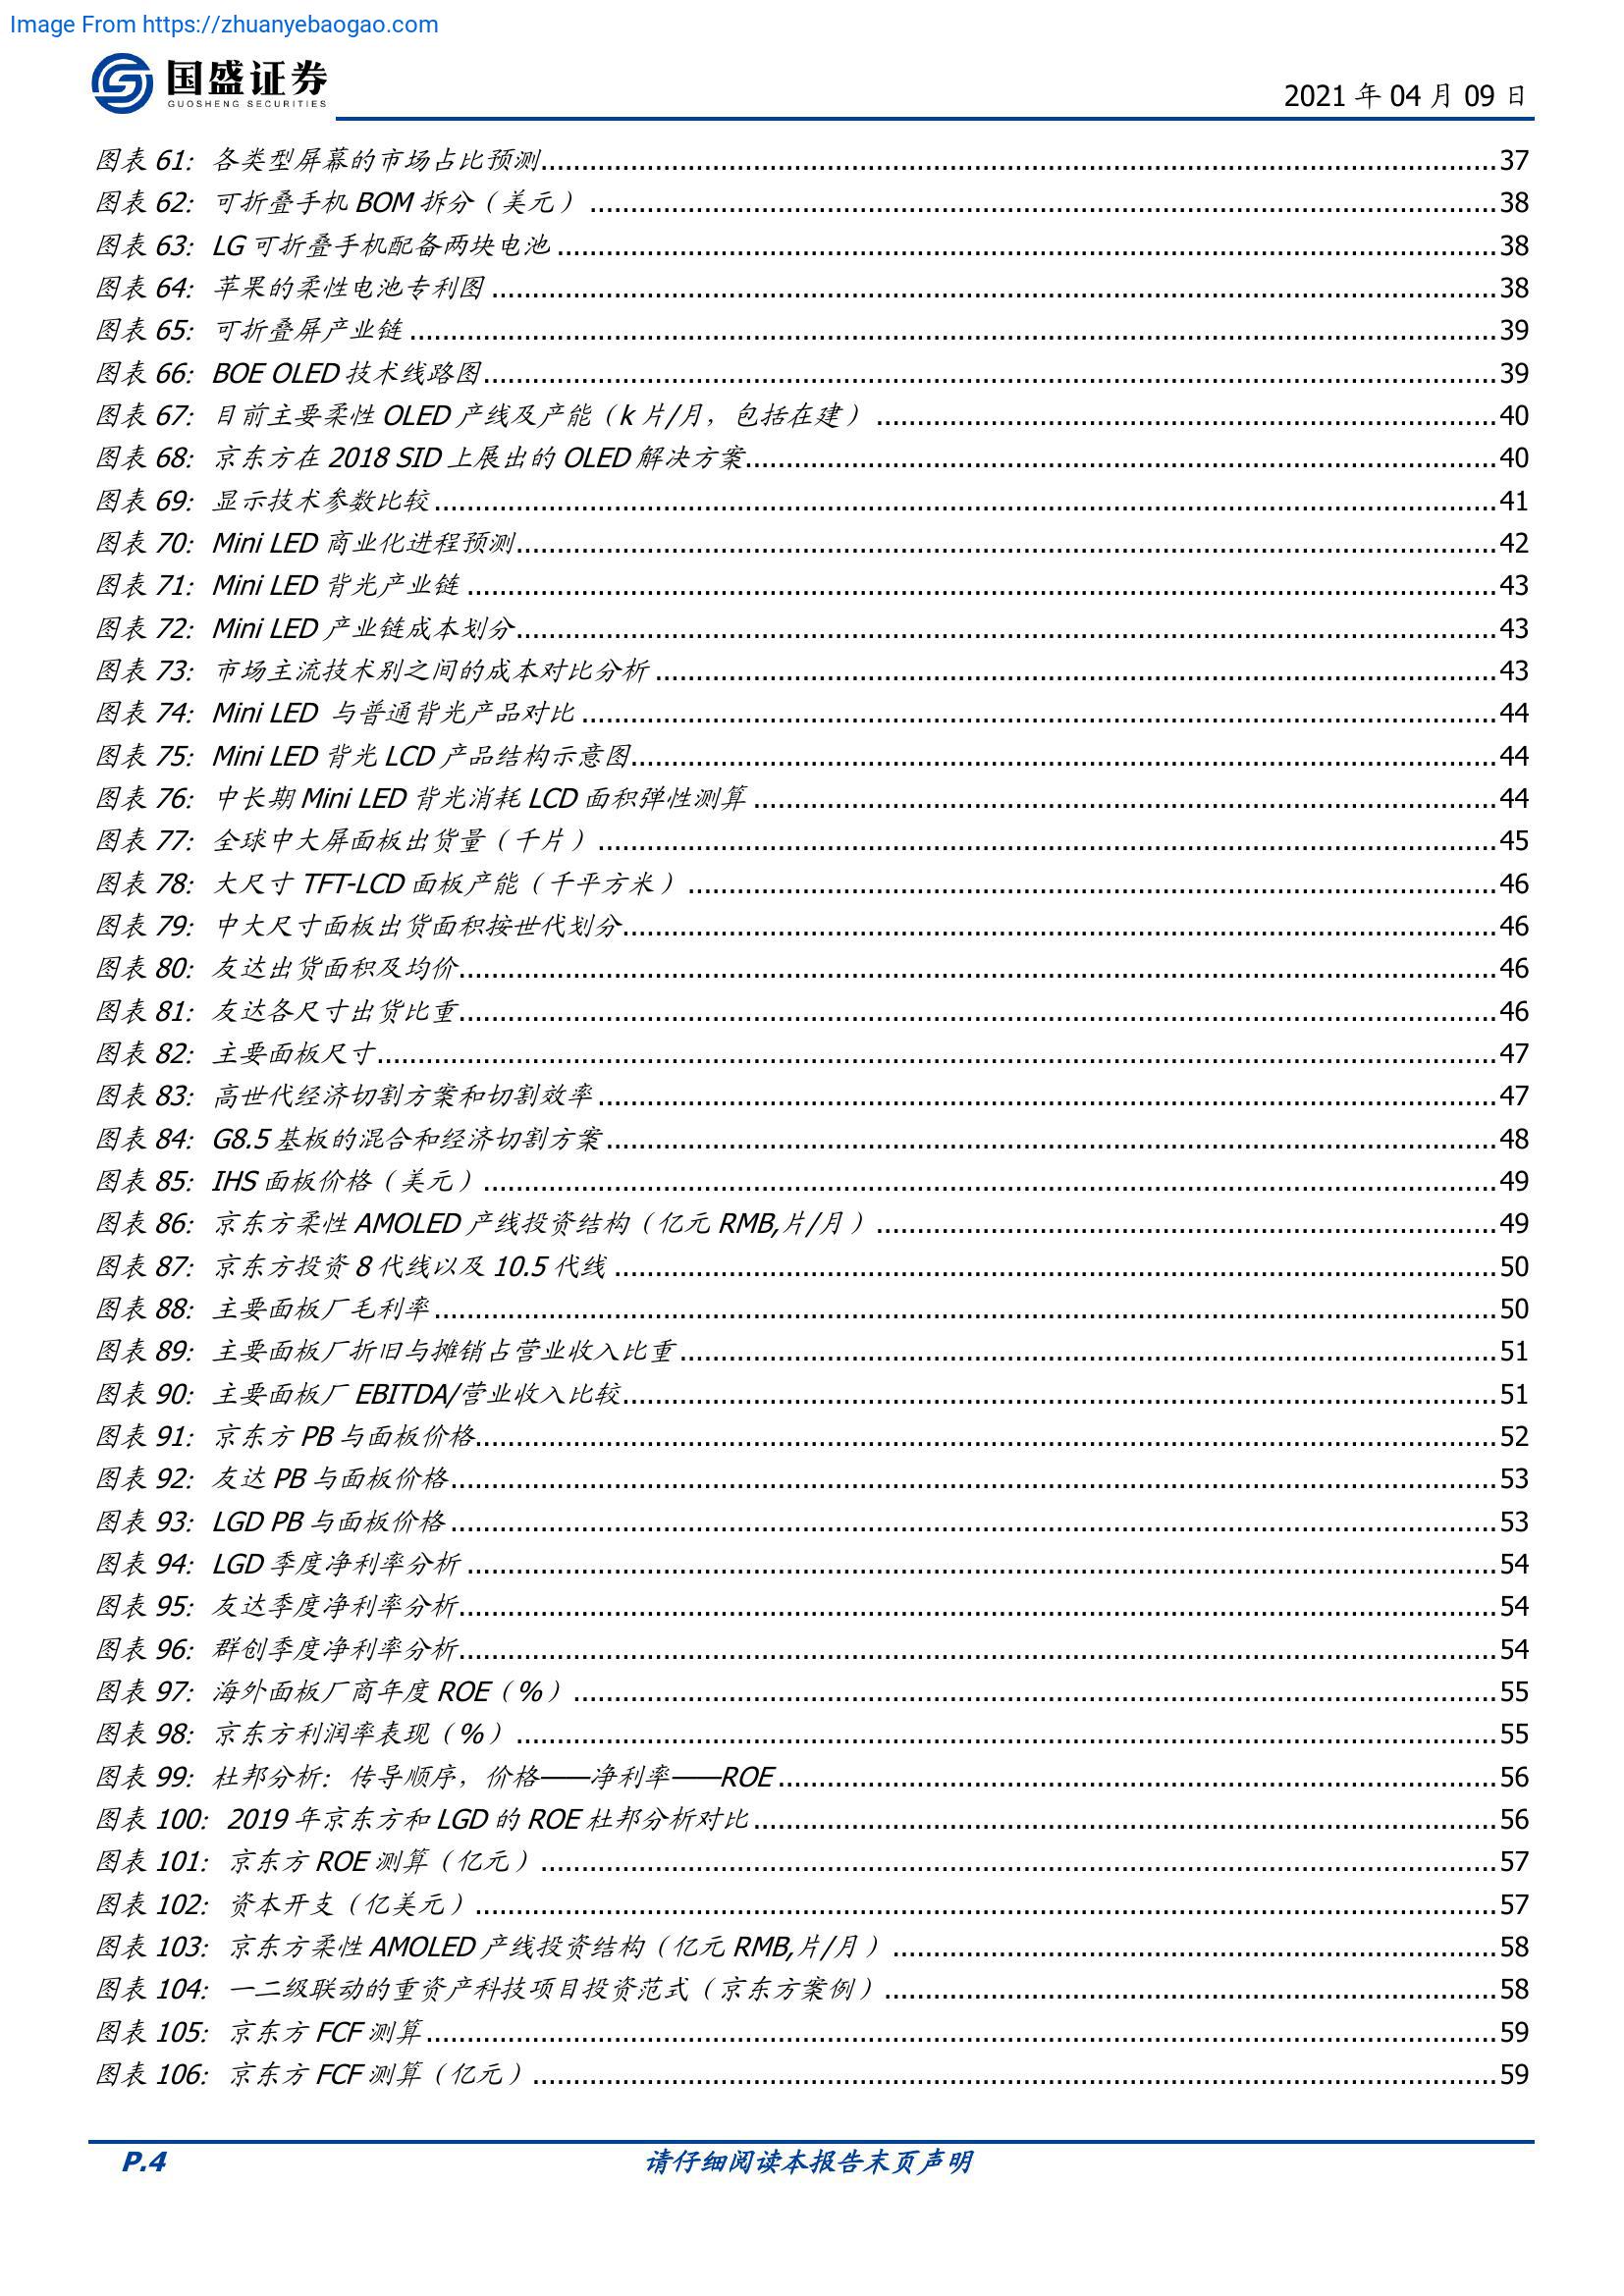 Image From https://zhuanyebaogao.com
国盛证券
GUOSHENG SECURITIES
2021 年 04 月 09 日
图表 61：各类型屏幕的市场占比预测 37
图表 62：可折叠手机 BOM 拆分（美元） 38
图表 63：LG 可折叠手机配备两块电池 38
图表 64：苹果的柔性电池专利图 38
图表 65：可折叠屏产业链 39
图表 66：BOE OLED 技术线路图 39
图表 67：目前主要柔性 OLED 产线及产能（k 片/月，包括在建） 40
图表 68：京东方在 2018 SID 上展出的 OLED 解决方案 40
图表 69：显示技术参数比较 41
图表 70：Mini LED 商业化进程预测 42
图表 71：Mini LED 背光产业链 43
图表 72：Mini LED 产业链成本划分 43
图表 73：市场主流技术别之间的成本对比分析 43
图表 74：Mini LED 与普通背光产品对比 44
图表 75：Mini LED 背光 LCD 产品结构示意图 44
图表 76：中长期 Mini LED 背光消耗 LCD 面积弹性测算 44
图表 77：全球中大屏面板出货量（千片） 45
图表 78：大尺寸 TFT-LCD 面板产能（千平方米） 46
图表 79：中大尺寸面板出货面积按世代划分 46
图表 80：友达出货面积及均价 46
图表 81：友达各尺寸出货比重 46
图表 82：主要面板尺寸 47
图表 83：高世代经济切割方案和切割效率 47
图表 84：G8.5 基板的混合和经济切割方案 48
图表 85：IHS 面板价格（美元） 49
图表 86：京东方柔性 AMOLED 产线投资结构（亿元 RMB,片/月） 49
图表 87：京东方投资 8 代线以及 10.5 代线 50
图表 88：主要面板厂毛利率 50
图表 89：主要面板厂折旧与摊销占营业收入比重 51
图表 90：主要面板厂 EBITDA/营业收入比较 51
图表 91：京东方 PB 与面板价格 52
图表 92：友达 PB 与面板价格 53
图表 93：LGD PB 与面板价格 53
图表 94：LGD 季度净利率分析 54
图表 95：友达季度净利率分析 54
图表 96：群创季度净利率分析 54
图表 97：海外面板厂商年度 ROE（%） 55
图表 98：京东方利润率表现（%） 55
图表 99：杜邦分析：传导顺序，价格——净利率——ROE 56
图表 100：2019 年京东方和 LGD 的 ROE 杜邦分析对比 56
图表 101：京东方 ROE 测算（亿元） 57
图表 102：资本开支（亿美元） 57
图表 103：京东方柔性 AMOLED 产线投资结构（亿元 RMB,片/月） 58
图表 104：一二级联动的重资产科技项目投资范式（京东方案例） 58
图表 105：京东方 FCF 测算 59
图表 106：京东方 FCF 测算（亿元） 59
P.4 请仔细阅读本报告末页声明